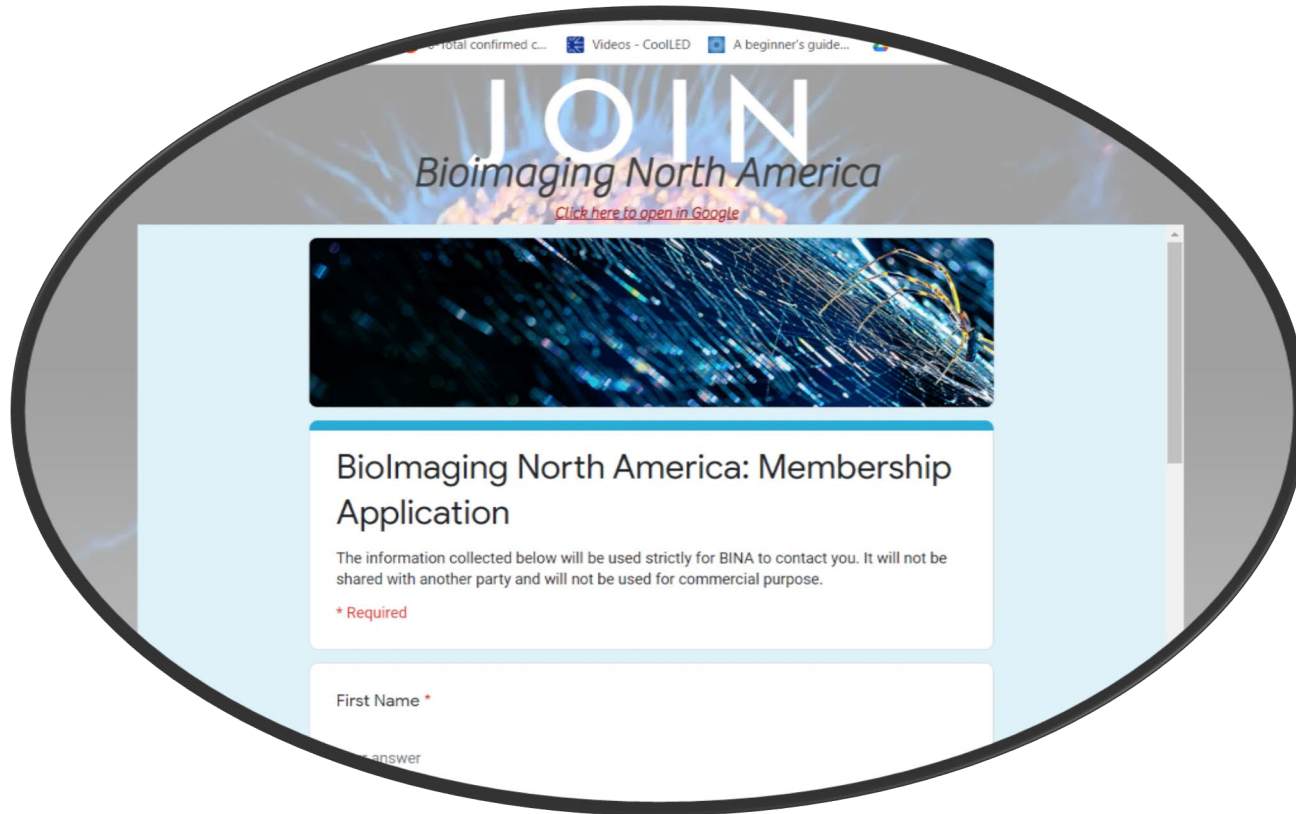 Total confirmed c... Videos - CoolLED A beginner's guide...
JOIN
Bioimaging North America
Click here to open in Google
BioImaging North America: Membership
Application
The information collected below will be used strictly for BINA to contact you. It will not be
shared with another party and will not be used for commercial purpose.
* Required
First Name *
answer